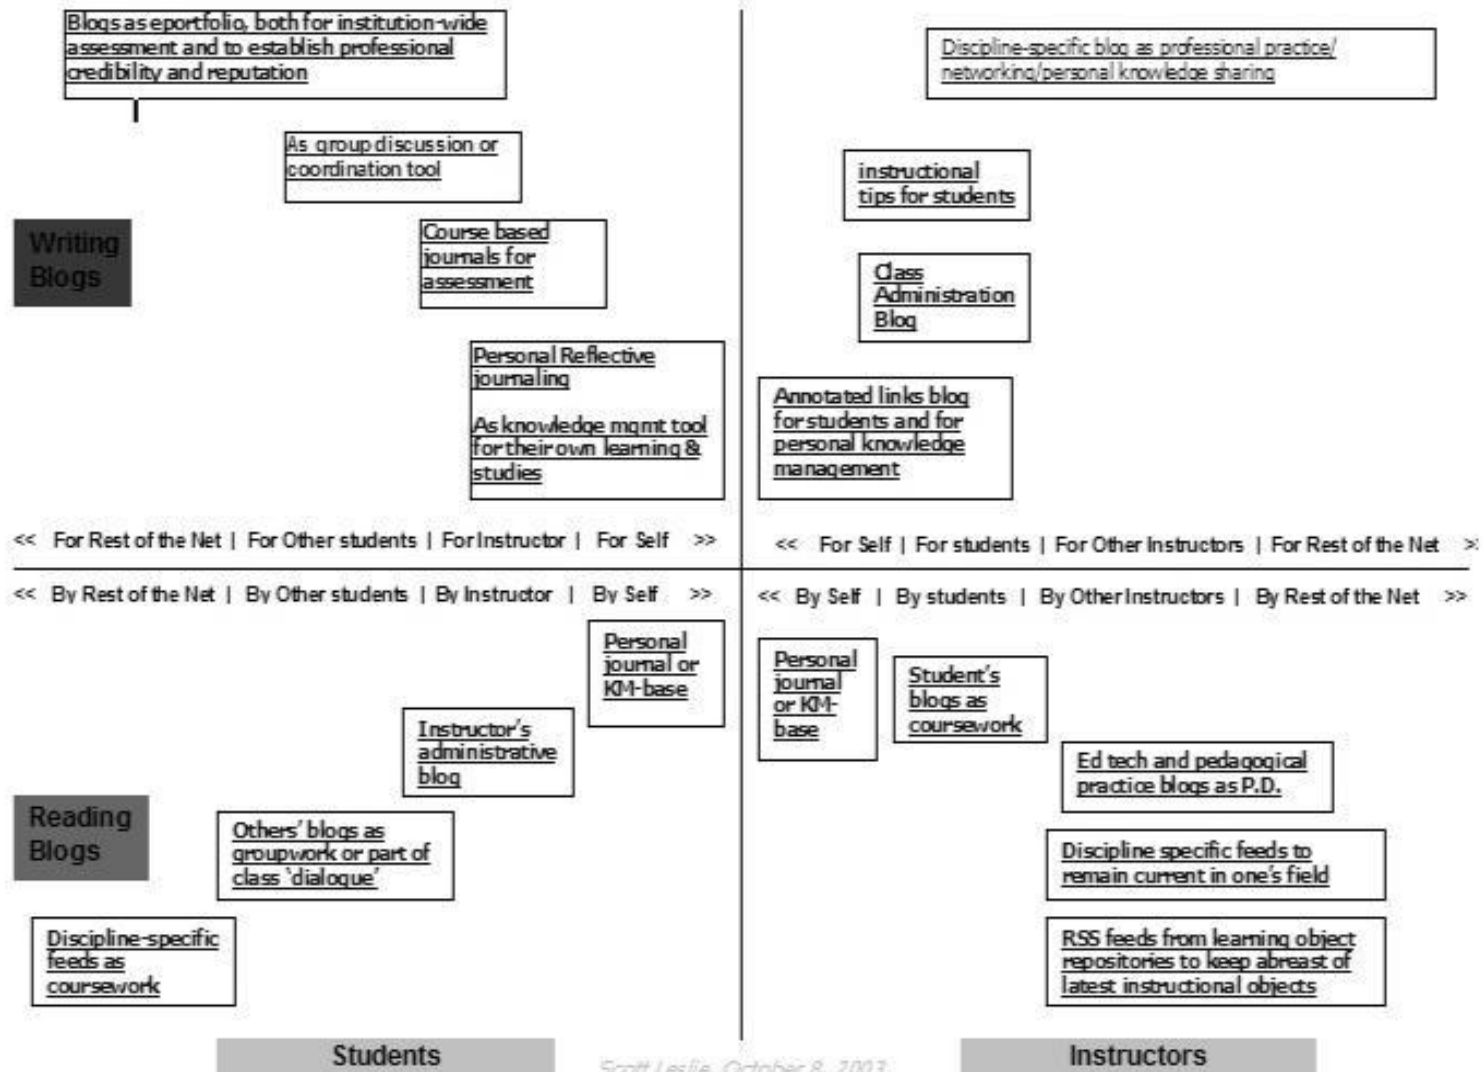 Blogs as eportfolio, both for institution-wide
assessment and to establish professional
credibility and reputation
As group discussion or
coordination tool
Writing
Blogs
Course based
journals for
assessment
Personal Reflective
journaling
As knowledge mgmt tool
for their own learning &
studies
<< For Rest of the Net | For Other students | For Instructor | For Self >>
Discipline-specific blog as professional practice/
networking/personal knowledge sharing
instructional
tips for students
Class
Administration
Blog
Annotated links blog
for students and for
personal knowledge
management
<< For Self | For students | For Other Instructors | For Rest of the Net >>
<< By Rest of the Net | By Other students | By Instructor | By Self >>
Personal
journal or
KM-base
Instructor's
administrative
blog
Reading
Blogs
Others' blogs as
groupwork or part of
class 'dialogue'
Discipline-specific
feeds as
coursework
Students
<< By Self | By students | By Other Instructors | By Rest of the Net >>
Personal
journal
or KM-
base
Student's
blogs as
coursework
Ed tech and pedagogical
practice blogs as P.D.
Discipline specific feeds to
remain current in one's field
RSS feeds from learning object
repositories to keep abreast of
latest instructional objects
Instructors
Scott Leslie, October 8, 2003